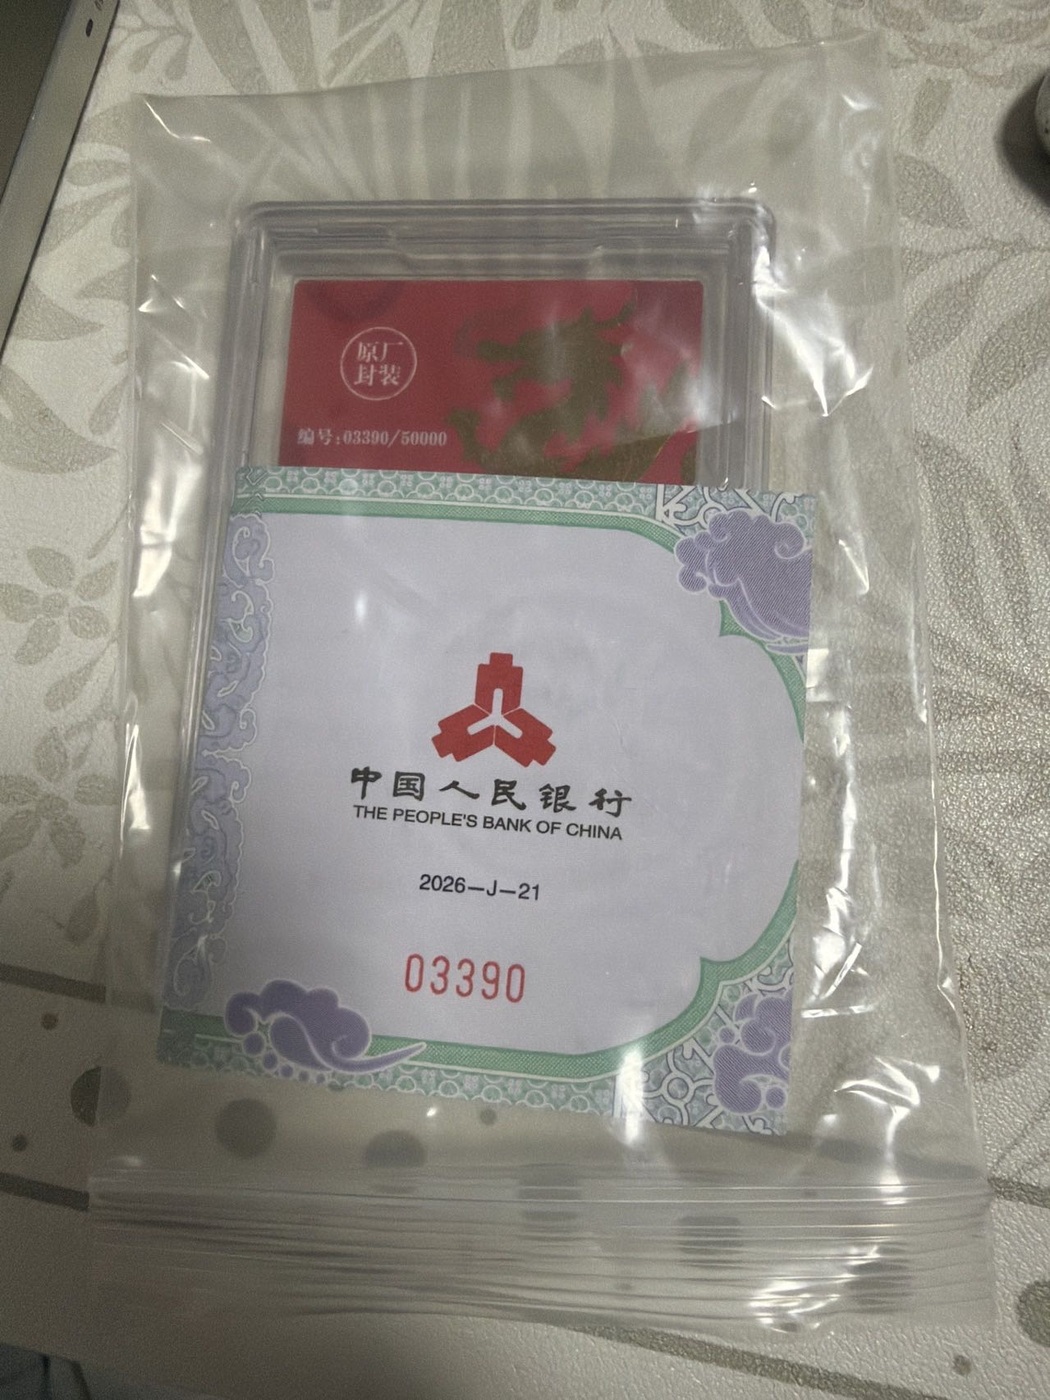 原厂
封装
编号:03390/50000
中国人民银行
THE PEOPLE'S BANK OF CHINA
2026—J—21
03390